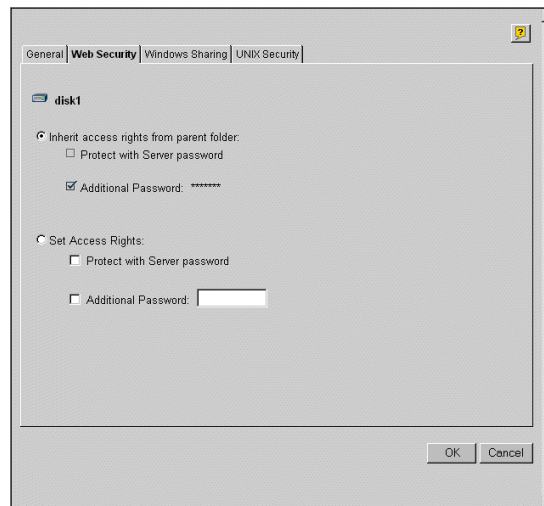 ?
General Web Security Windows Sharing UNIX Security
disk1
Inherit access rights from parent folder:
Protect with Server password
Additional Password: *******
Set Access Rights:
Protect with Server password
Additional Password:
OK Cancel